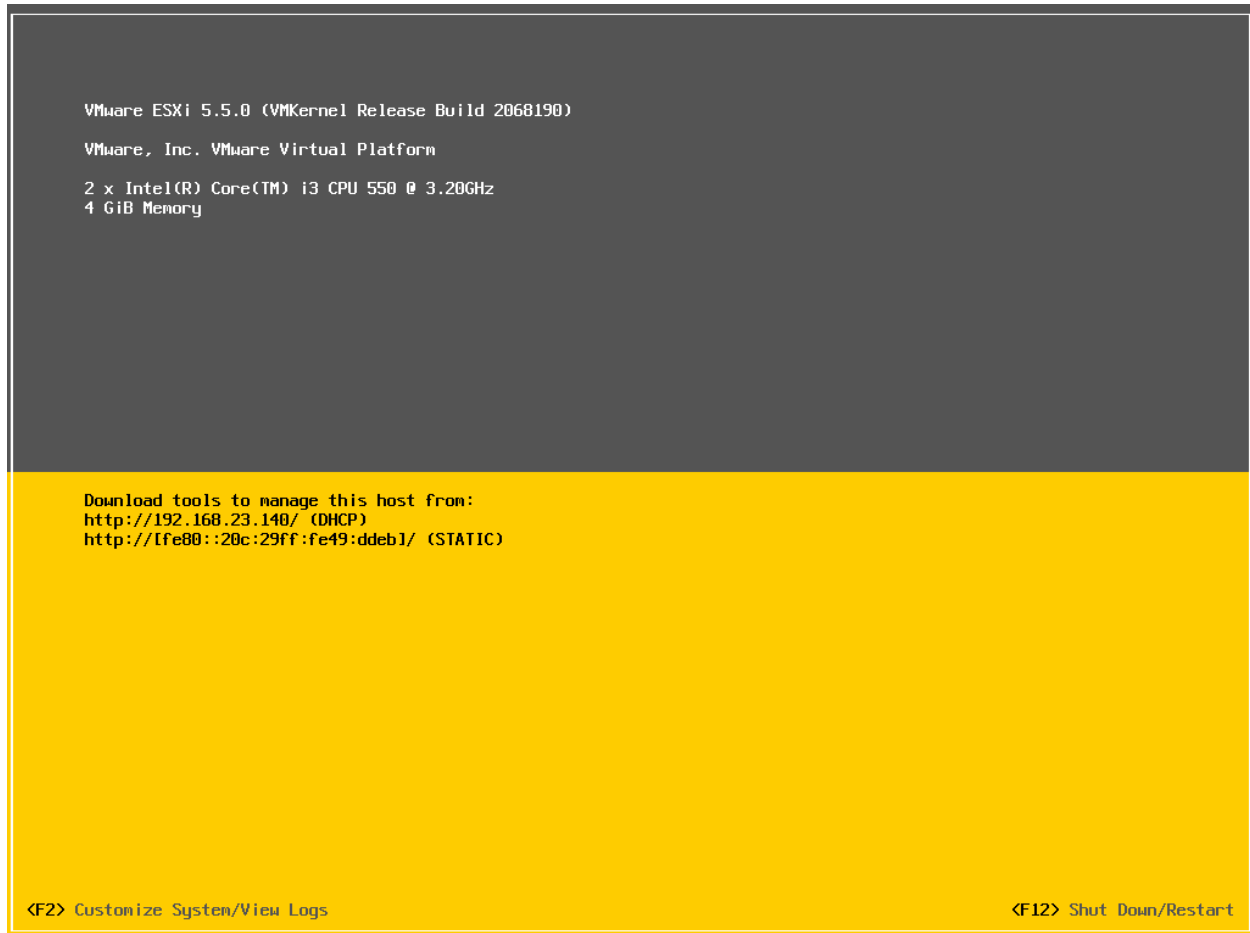 VMware ESXi 5.5.0 (VMKernel Release Build 2068190)
VMware, Inc. VMware Virtual Platform
2 x Intel(R) Core(TM) i3 CPU 550 @ 3.20GHz
4 GiB Memory
Download tools to manage this host from:
http://192.168.23.140/ (DHCP)
http://[fe80::20c:29ff:fe49:ddeb]/ (STATIC)
<F2> Customize System/View Logs
<F12> Shut Down/Restart